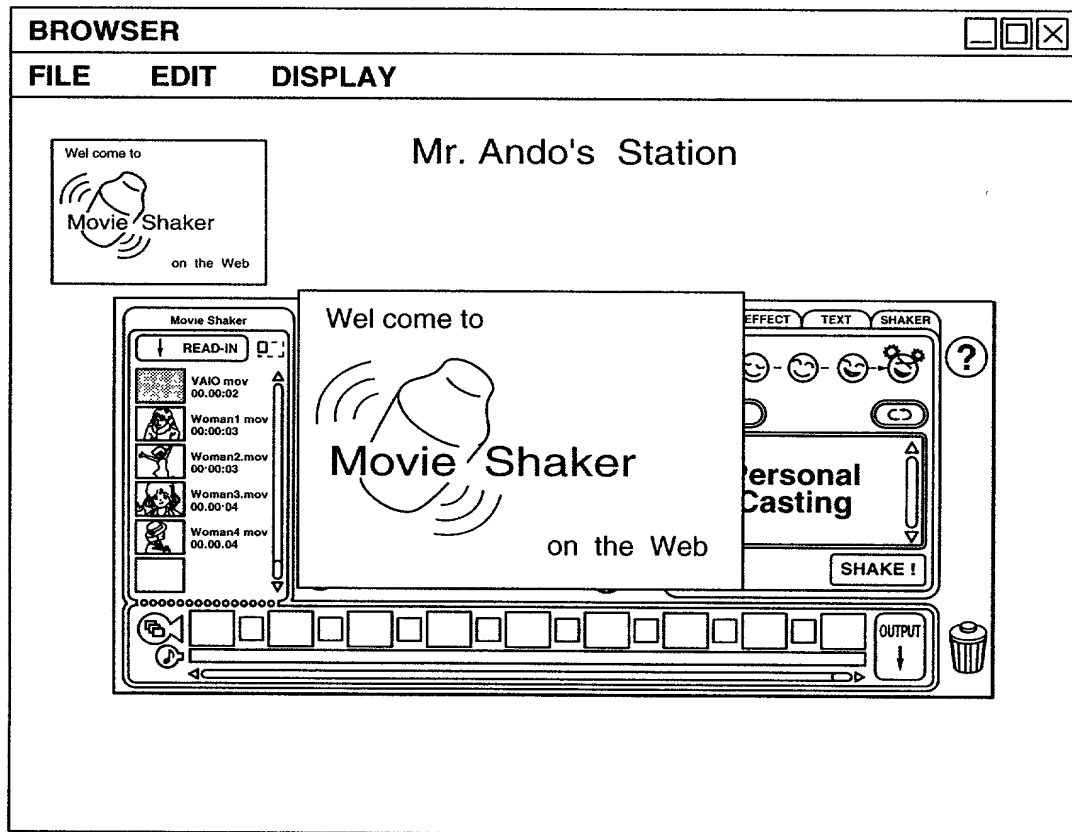 BROWSER
FILE EDIT DISPLAY
Mr. Ando's Station
Wel come to
Movie Shaker
on the Web
Movie Shaker
READ-IN
VAIO mov
00.00:02
Woman1 mov
00:00:03
Woman2.mov
00·00:03
Woman3.mov
00.00·04
Woman4 mov
00.00.04
Wel come to
Movie Shaker
on the Web
EFFECT TEXT SHAKER
?
ersonal
Casting
SHAKE !
OUTPUT